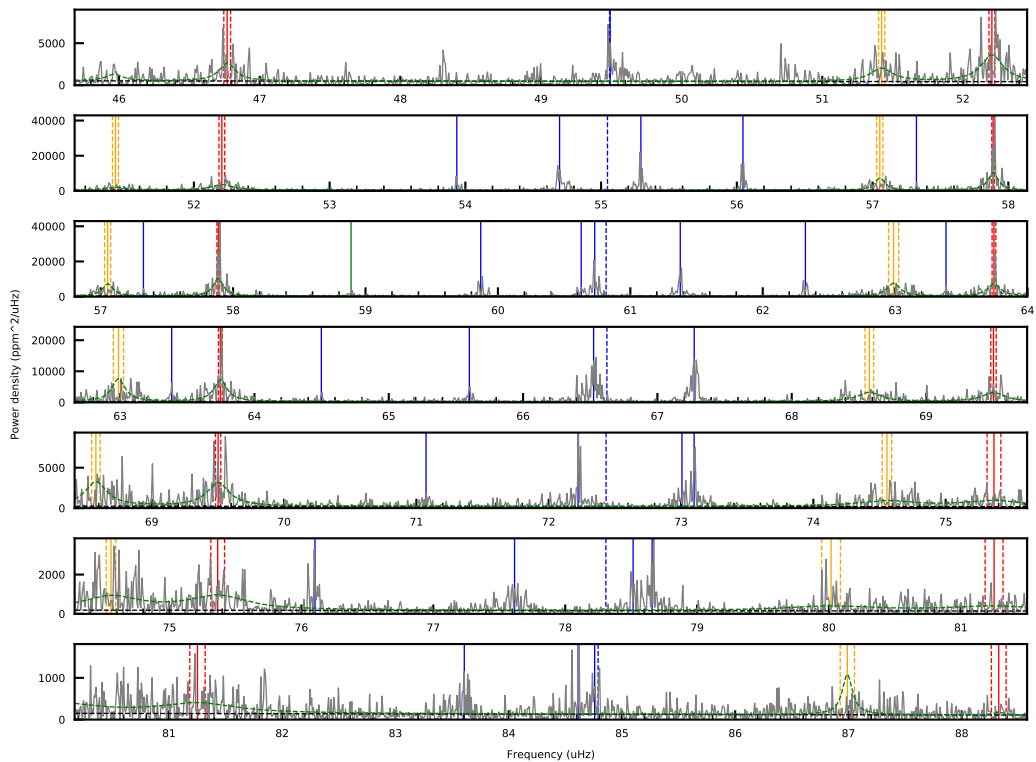 5000
0
46 47 48 49 50 51 52
40000
20000
0
52 53 54 55 56 57 58
40000
20000
0
57 58 59 60 61 62 63 64
20000
10000
0
63 64 65 66 67 68 69
Power density (ppm^2/uHz)
5000
0
69 70 71 72 73 74 75
2000
0
75 76 77 78 79 80 81
1000
0
81 82 83 84 85 86 87 88
Frequency (uHz)